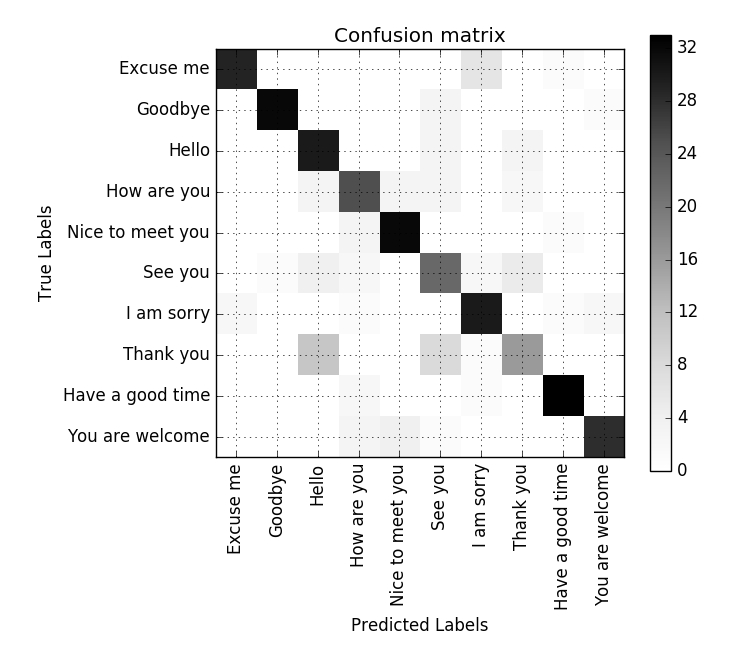 Confusion matrix
True Labels
Excuse me
Goodbye
Hello
How are you
Nice to meet you
See you
I am sorry
Thank you
Have a good time
You are welcome
Excuse me
Goodbye
Hello
How are you
Nice to meet you
See you
I am sorry
Thank you
Have a good time
You are welcome
Predicted Labels
32
28
24
20
16
12
8
4
0